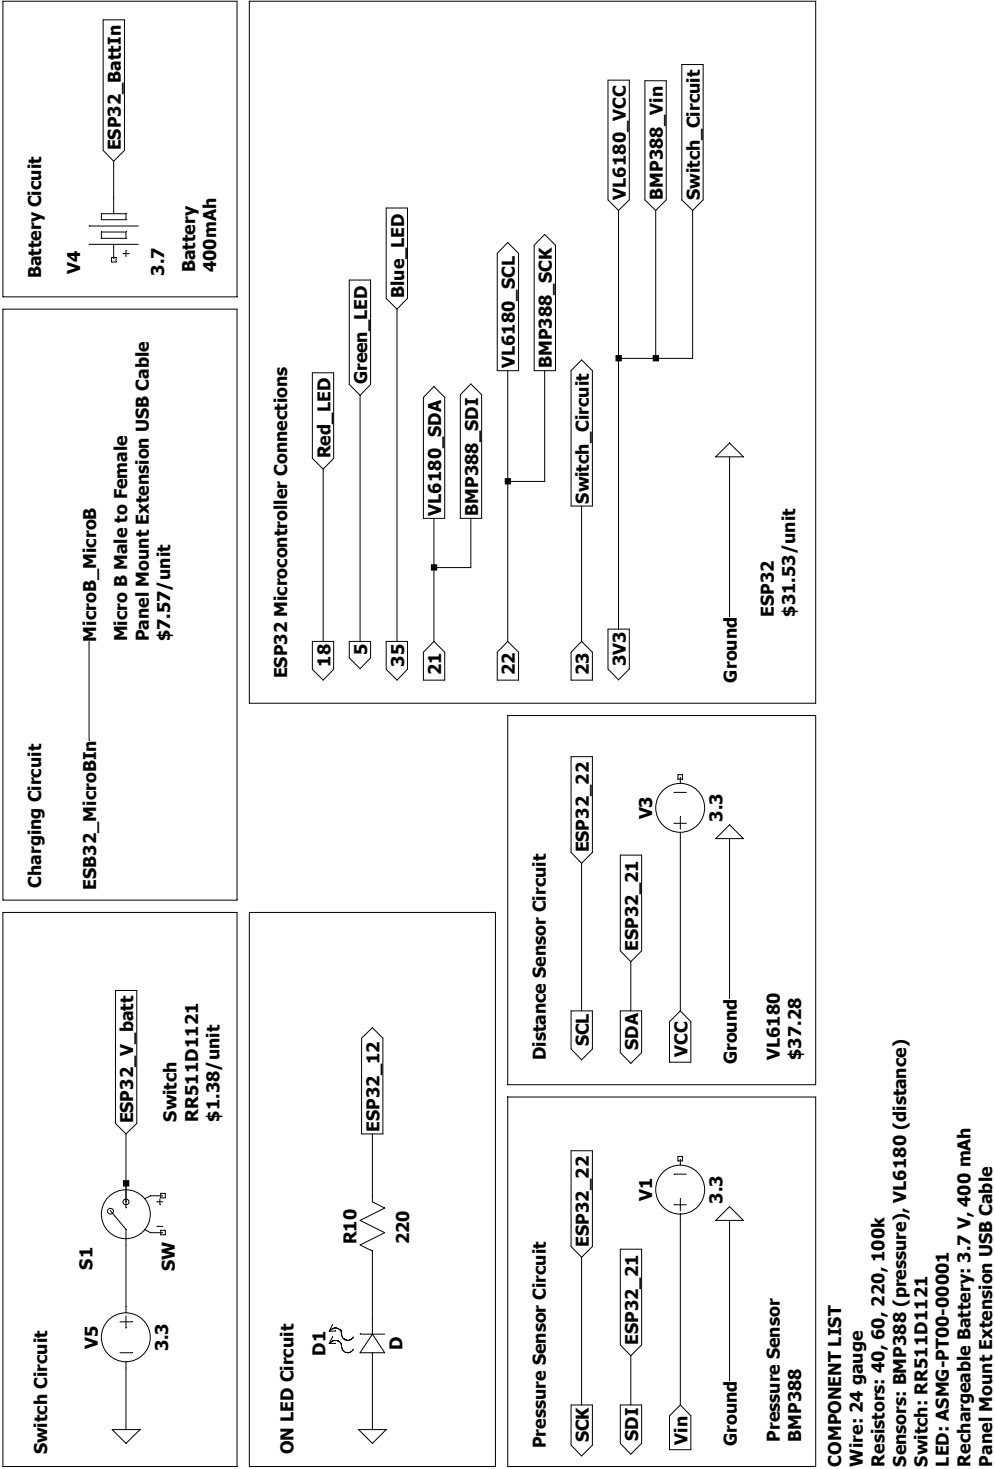 Switch Circuit
V5
3.3
S1
SW
ESP32_V_batt
Switch
RR511D1121
$1.38/unit
Charging Circuit
ESB32_MicroBIn
MicroB_MicroB
Micro B Male to Female
Panel Mount Extension USB Cable
$7.57/unit
Battery Cicuit
V4
3.7
ESP32_BattIn
Battery
400mAh
ON LED Circuit
D1
D
R10
220
ESP32_12
ESP32 Microcontroller Connections
18
Red_LED
5
Green_LED
35
Blue_LED
21
VL6180_SDA
BMP388_SDI
22
VL6180_SCL
BMP388_SCK
23
Switch_Circuit
3V3
VL6180_VCC
BMP388_Vin
Switch_Circuit
Ground
ESP32
$31.53/unit
Pressure Sensor Circuit
SCK
ESP32_22
SDI
ESP32_21
Vin
V1
3.3
Ground
Pressure Sensor
BMP388
Distance Sensor Circuit
SCL
ESP32_22
SDA
ESP32_21
VCC
V3
3.3
Ground
VL6180
$37.28
COMPONENT LIST
Wire: 24 gauge
Resistors: 40, 60, 220, 100k
Sensors: BMP388 (pressure), VL6180 (distance)
Switch: RR511D1121
LED: ASMG-PT00-00001
Rechargeable Battery: 3.7 V, 400 mAh
Panel Mount Extension USB Cable